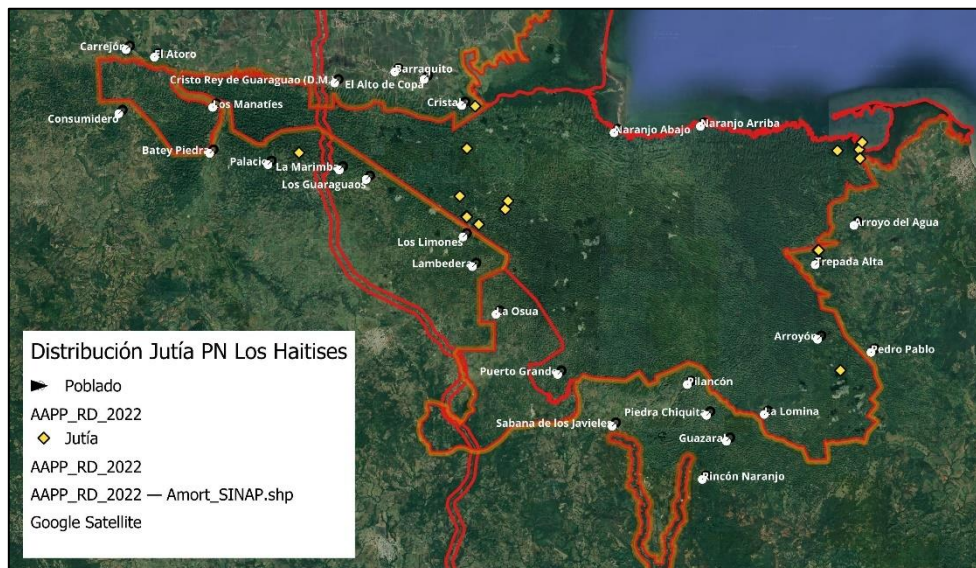 Carrejón
El Atoro
Barraquito
Cristo Rey de Guaraguao (D.M.
El Alto de Copa
Cristal
Consumidero
Los Manatíes
Naranjo Abajo
Naranjo Arriba
Batey Piedra
Palacio
La Marimba
Los Guaraguaos
Arroyo del Agua
Los Limones
Lambedera
Trepada Alta
La Osua
Arroyón
Pedro Pablo
Puerto Grande
Pilancón
Sabana de los Javieles
Piedra Chiquita
La Lomina
Guazaral
Rincón Naranjo
Distribución Jutía PN Los Haitises
Poblado
AAPP_RD_2022
Jutía
AAPP_RD_2022
AAPP_RD_2022 — Amort_SINAP.shp
Google Satellite